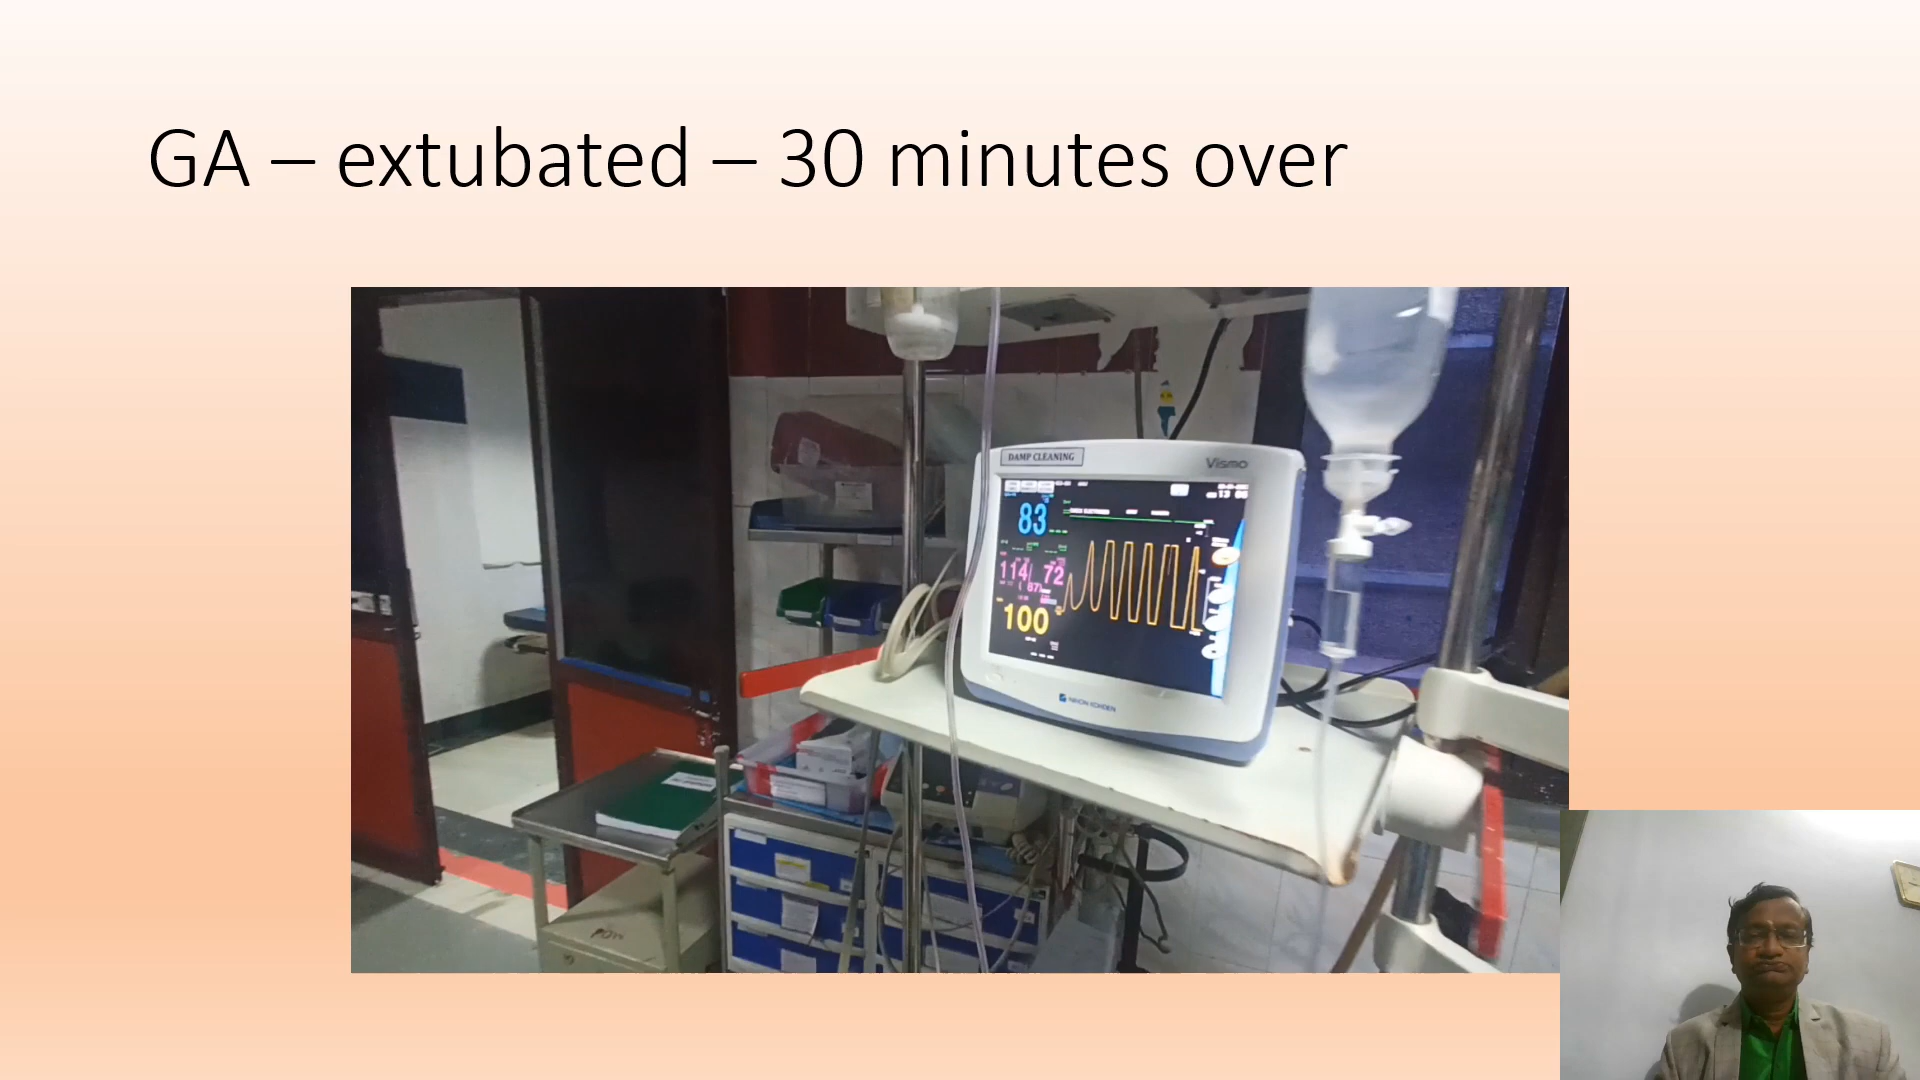 GA – extubated – 30 minutes over
DAMP CLEANING
Vismo
83
114/ 72
(87)
100
NIHON KOHDEN